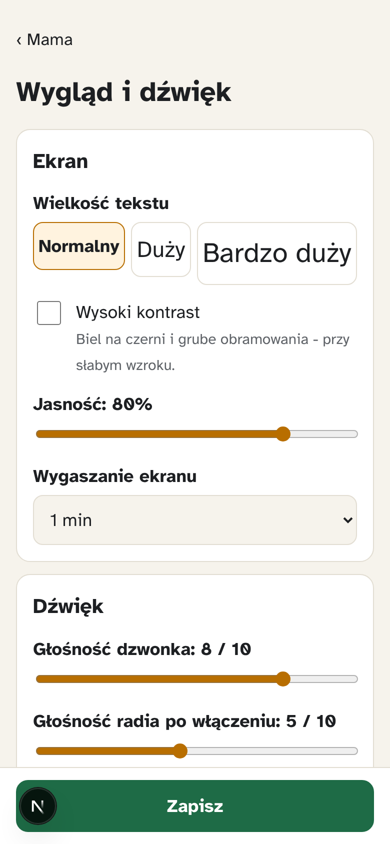 ‹ Mama
Wygląd i dźwięk
Ekran
Wielkość tekstu
Normalny
Duży
Bardzo duży
Wysoki kontrast
Biel na czerni i grube obramowania - przy
słabym wzroku.
Jasność: 80%
Wygaszanie ekranu
1 min
Dźwięk
Głośność dzwonka: 8 / 10
Głośność radia po włączeniu: 5 / 10
N
Zapisz